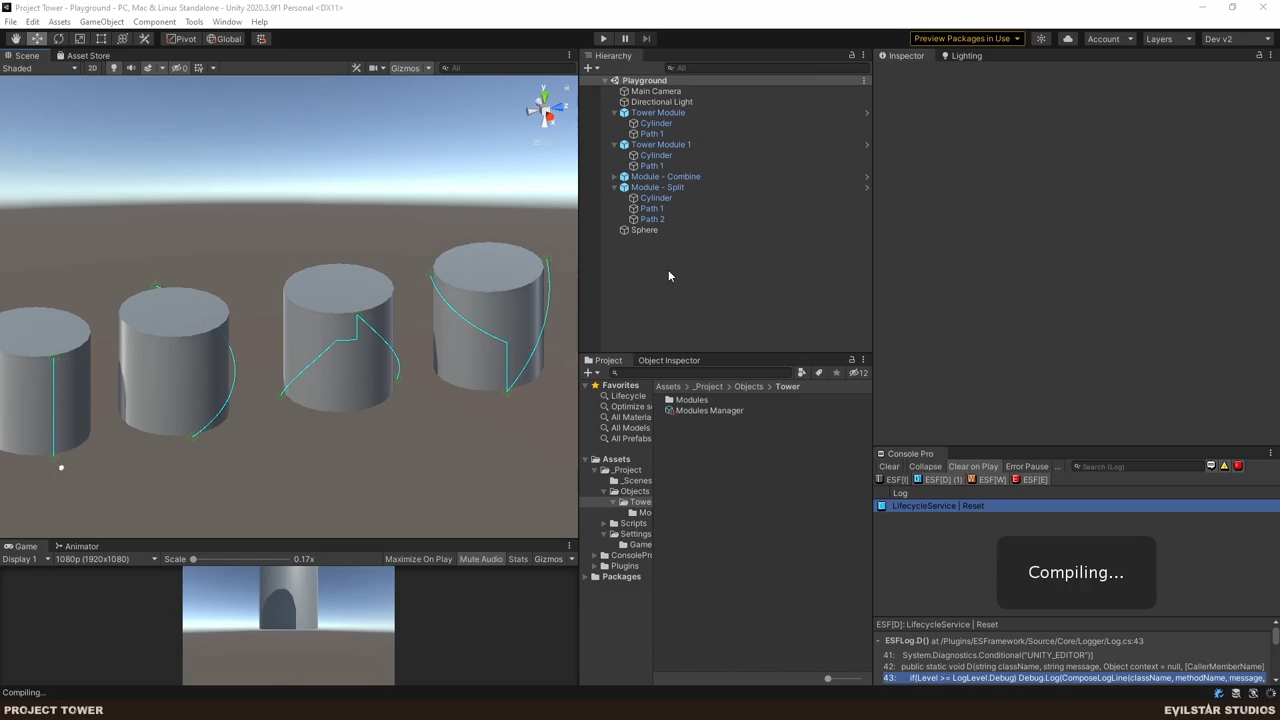 Project Tower - Playground - PC, Mac & Linux Standalone - Unity 2020.3.9f1 Personal <DX11>
File Edit Assets GameObject Component Tools Window Help
Pivot Global Preview Packages in Use Account Layers Dev v2
Scene Asset Store
Shaded 2D 0 Gizmos All
y
z
x
Hierarchy
All
Playground
Main Camera
Directional Light
Tower Module
Cylinder
Path 1
Tower Module 1
Cylinder
Path 1
Module - Combine
Module - Split
Cylinder
Path 1
Path 2
Sphere
Inspector Lighting
Project Object Inspector
12
Favorites
Lifecycle
Optimize s
All Materia
All Models
All Prefabs
Assets
_Project
_Scenes
Objects
Towe
Mo
Scripts
Settings
Game
ConsolePro
Plugins
Packages
Assets > _Project > Objects > Tower
Modules
Modules Manager
Game Animator
Display 1 1080p (1920x1080) Scale 0.17x Maximize On Play Mute Audio Stats Gizmos
Console Pro
Clear Collapse Clear on Play Error Pause ... Search (Log)
ESF[I] ESF[D] (1) ESF[W] ESF[E]
Log
LifecycleService | Reset
Compiling...
ESF[D]: LifecycleService | Reset
- ESFLog.D() at /Plugins/ESFramework/Source/Core/Logger/Log.cs:43
41: System.Diagnostics.Conditional("UNITY_EDITOR")]
42: public static void D(string className, string message, Object context = null, [CallerMemberName]
43: if(Level >= LogLevel.Debug) Debug.Log(ComposeLogLine(className, methodName, message,
Compiling...
PROJECT TOWER
EVILSTAR STUDIOS